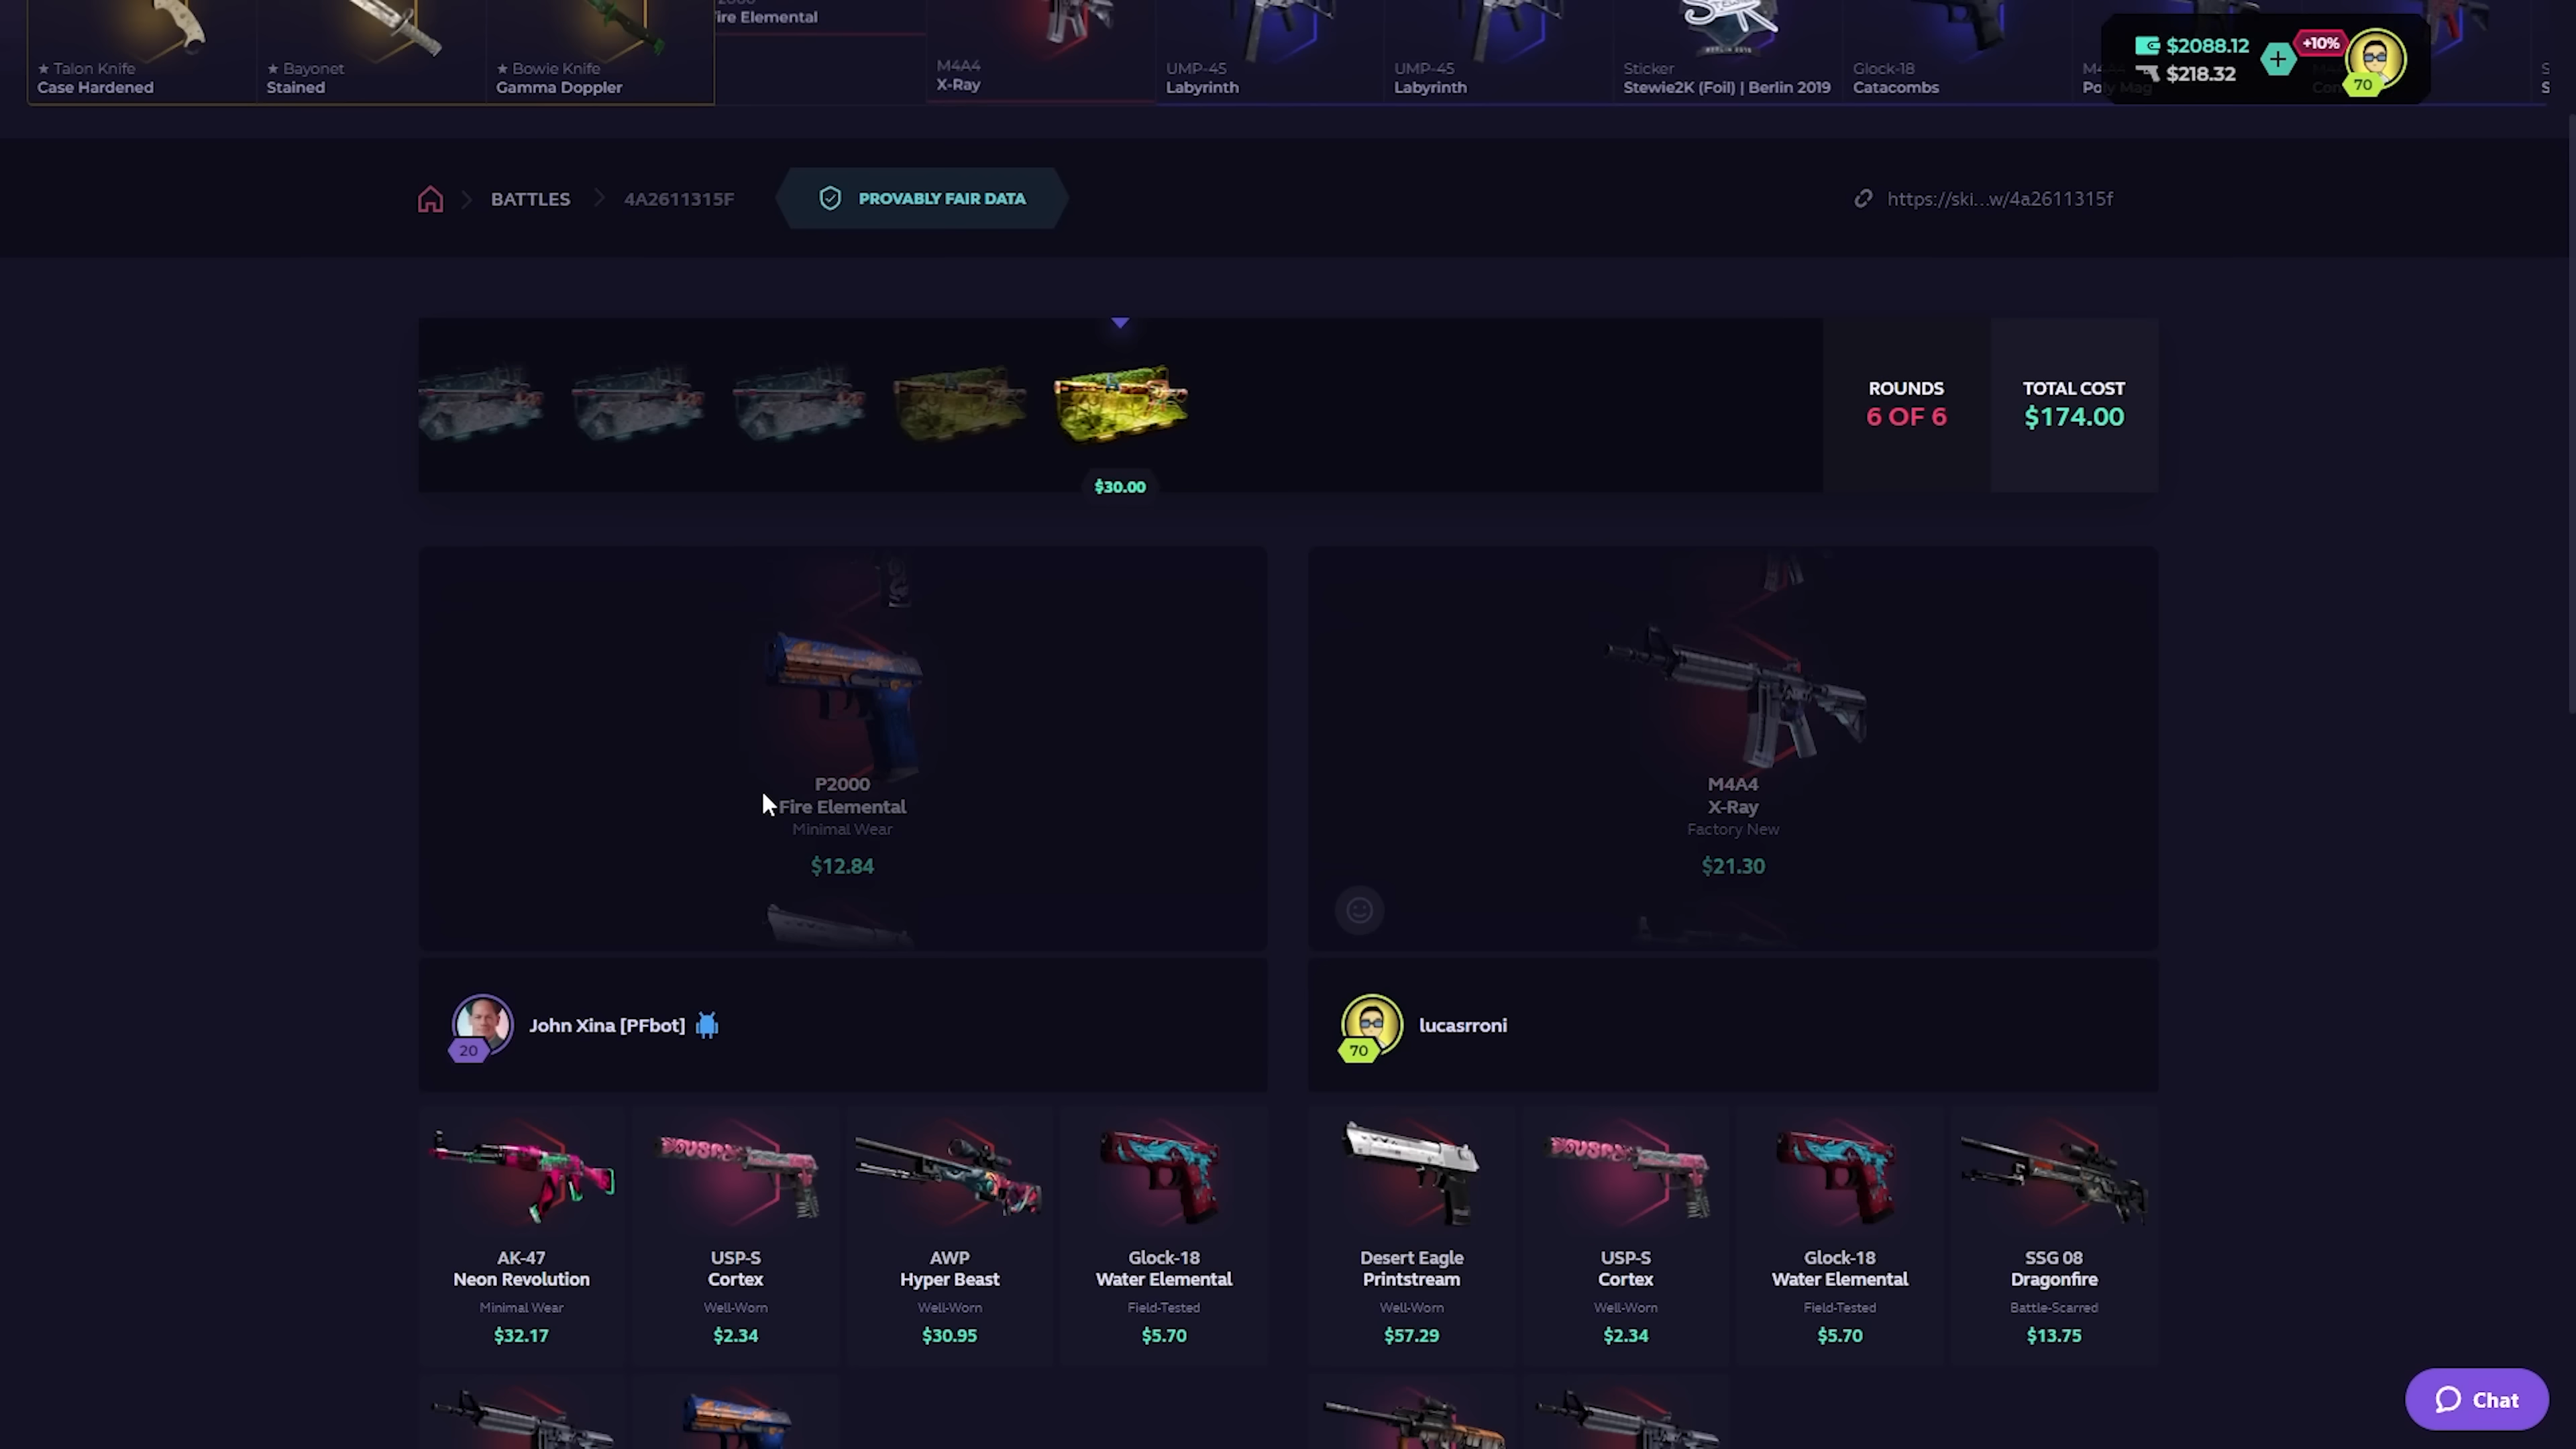 ire Elemental
★ Talon Knife
Case Hardened
★ Bayonet
Stained
★ Bowie Knife
Gamma Doppler
M4A4
X-Ray
UMP-45
Labyrinth
UMP-45
Labyrinth
Sticker
Stewie2K (Foil) | Berlin 2019
Glock-18
Catacombs
Poly Mag
$2088.12
$218.32
+10%
70
BATTLES
4A2611315F
PROVABLY FAIR DATA
https://ski...w/4a2611315f
ROUNDS
6 OF 6
TOTAL COST
$174.00
$30.00
P2000
Fire Elemental
Minimal Wear
$12.84
M4A4
X-Ray
Factory New
$21.30
John Xina [PFbot]
20
lucasrroni
70
AK-47
Neon Revolution
Minimal Wear
$32.17
USP-S
Cortex
Well-Worn
$2.34
AWP
Hyper Beast
Well-Worn
$30.95
Glock-18
Water Elemental
Field-Tested
$5.70
Desert Eagle
Printstream
Well-Worn
$57.29
USP-S
Cortex
Well-Worn
$2.34
Glock-18
Water Elemental
Field-Tested
$5.70
SSG 08
Dragonfire
Battle-Scarred
$13.75
Chat